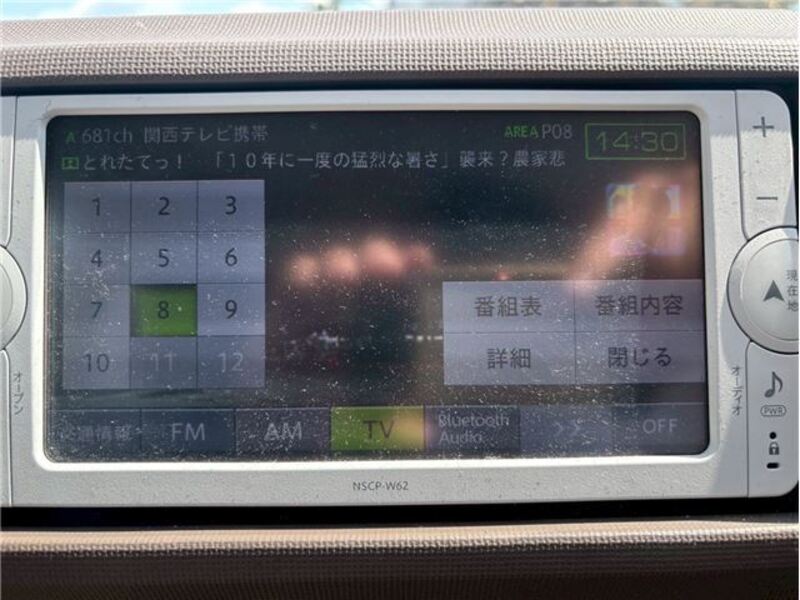 A 681ch 関西テレビ携帯 AREA P08 14:30
とれたてっ! 「10年に一度の猛烈な暑さ」襲来?農家悲
1 2 3
4 5 6
7 8 9
10 11 12
番組表 番組内容
詳細 閉じる
交通情報 FM AM TV Bluetooth Audio >> OFF
NSCP-W62
オープン
+
−
現在地
オーディオ
PWR